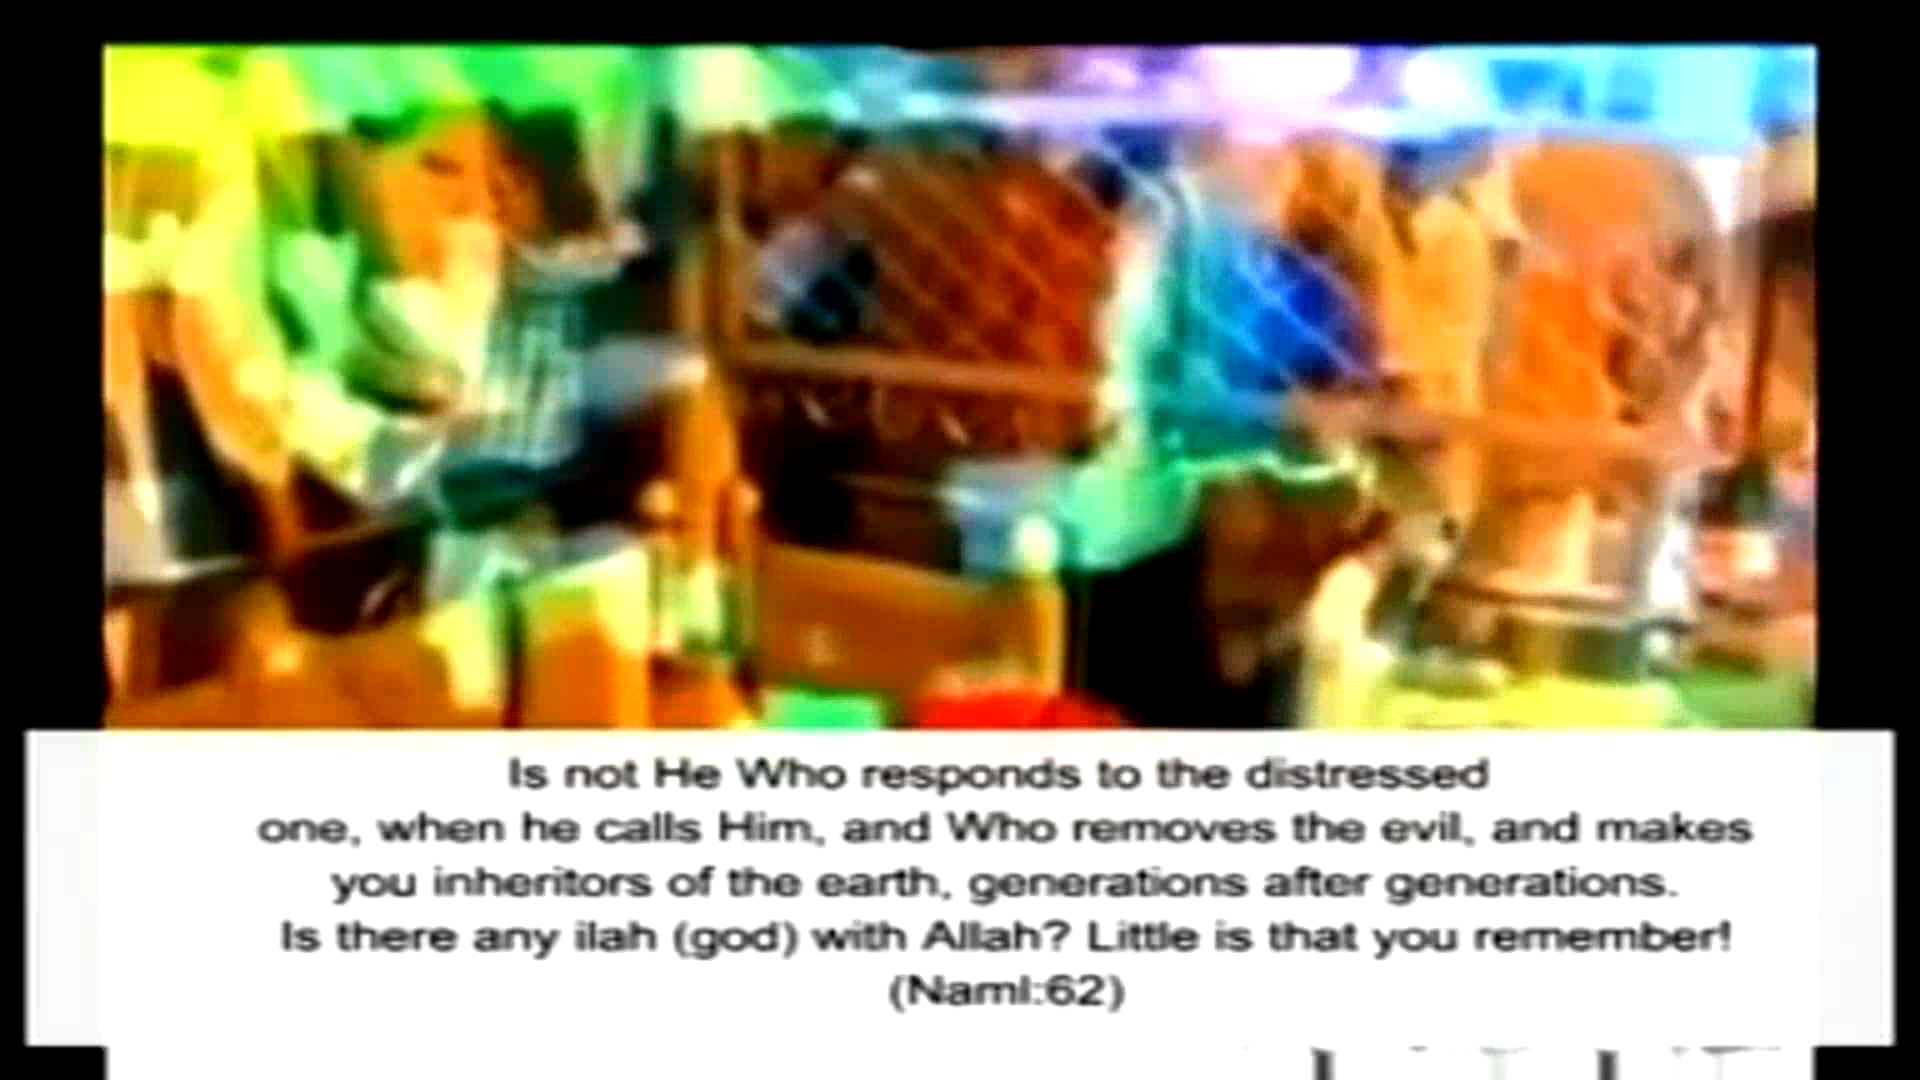 Is not He Who responds to the distressed
one, when he calls Him, and Who removes the evil, and makes
you inheritors of the earth, generations after generations.
Is there any ilah (god) with Allah? Little is that you remember!
(Naml:62)